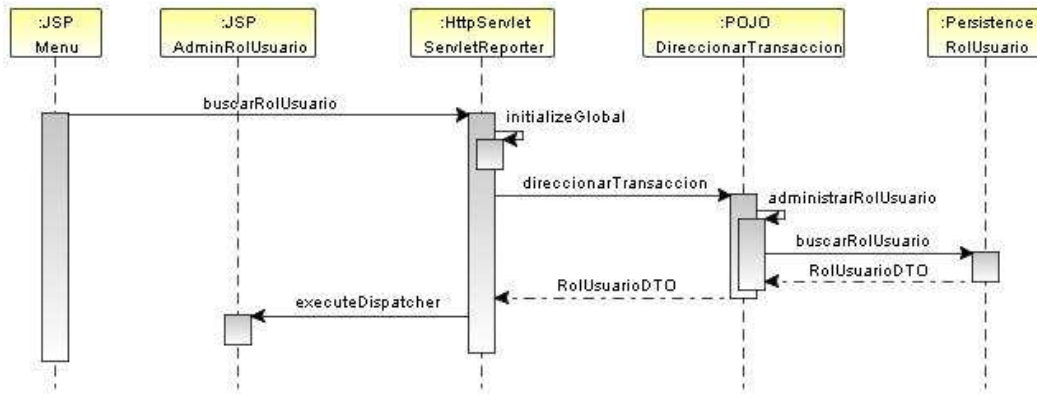 :JSP
Menu
:JSP
AdminRolUsuario
:HttpServlet
ServletReporter
:POJO
DireccionarTransaccion
:Persistence
RolUsuario
buscarRolUsuario
initializeGlobal
direccionarTransaccion
administrarRolUsuario
buscarRolUsuario
RolUsuarioDTO
RolUsuarioDTO
executeDispatcher